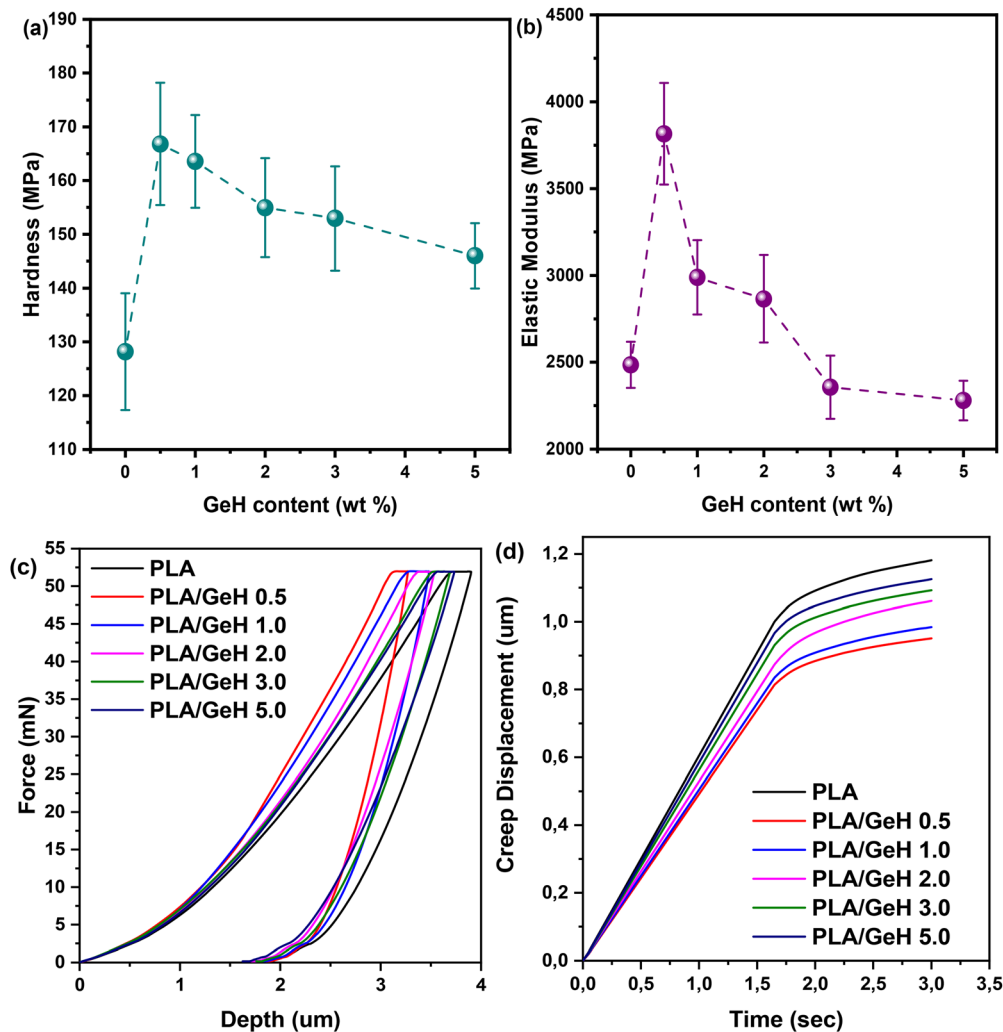 (a)
190
180
170
160
150
140
130
120
110
Hardness (MPa)
0 1 2 3 4 5
GeH content (wt %)
(b)
4500
4000
3500
3000
2500
2000
Elastic Modulus (MPa)
0 1 2 3 4 5
GeH content (wt %)
(c)
55
50
45
40
35
30
25
20
15
10
5
0
Force (mN)
PLA
PLA/GeH 0.5
PLA/GeH 1.0
PLA/GeH 2.0
PLA/GeH 3.0
PLA/GeH 5.0
0 1 2 3 4
Depth (um)
(d)
1,2
1,0
0,8
0,6
0,4
0,2
0,0
Creep Displacement (um)
PLA
PLA/GeH 0.5
PLA/GeH 1.0
PLA/GeH 2.0
PLA/GeH 3.0
PLA/GeH 5.0
0,0 0,5 1,0 1,5 2,0 2,5 3,0 3,5
Time (sec)